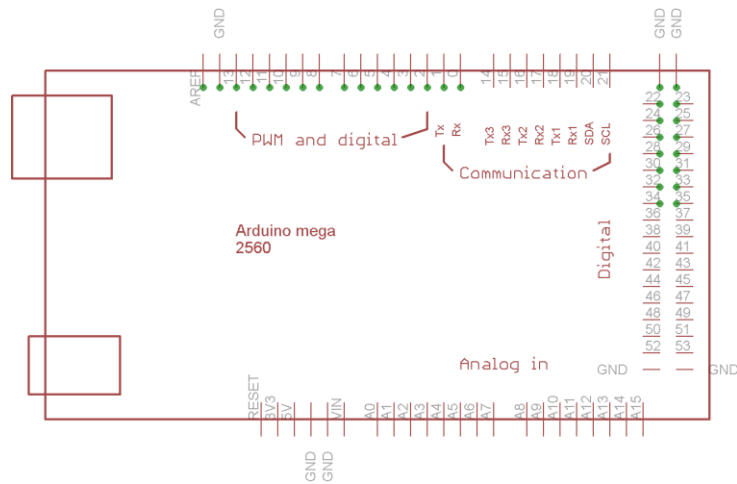 GND GND GND
AREF 13 12 11 10 9 8 7 6 5 4 3 2 1 0 14 15 16 17 18 19 20 21
Tx Rx Tx3 Rx3 Tx2 Rx2 Tx1 Rx1 SDA SCL
PWM and digital
Communication
22 23
24 25
26 27
28 29
30 31
32 33
34 35
36 37
38 39
40 41
42 43
44 45
46 47
48 49
50 51
52 53
GND GND
Digital
Arduino mega
2560
Analog in
RESET 3V3 5V VIN A0 A1 A2 A3 A4 A5 A6 A7 A8 A9 A10 A11 A12 A13 A14 A15
GND GND